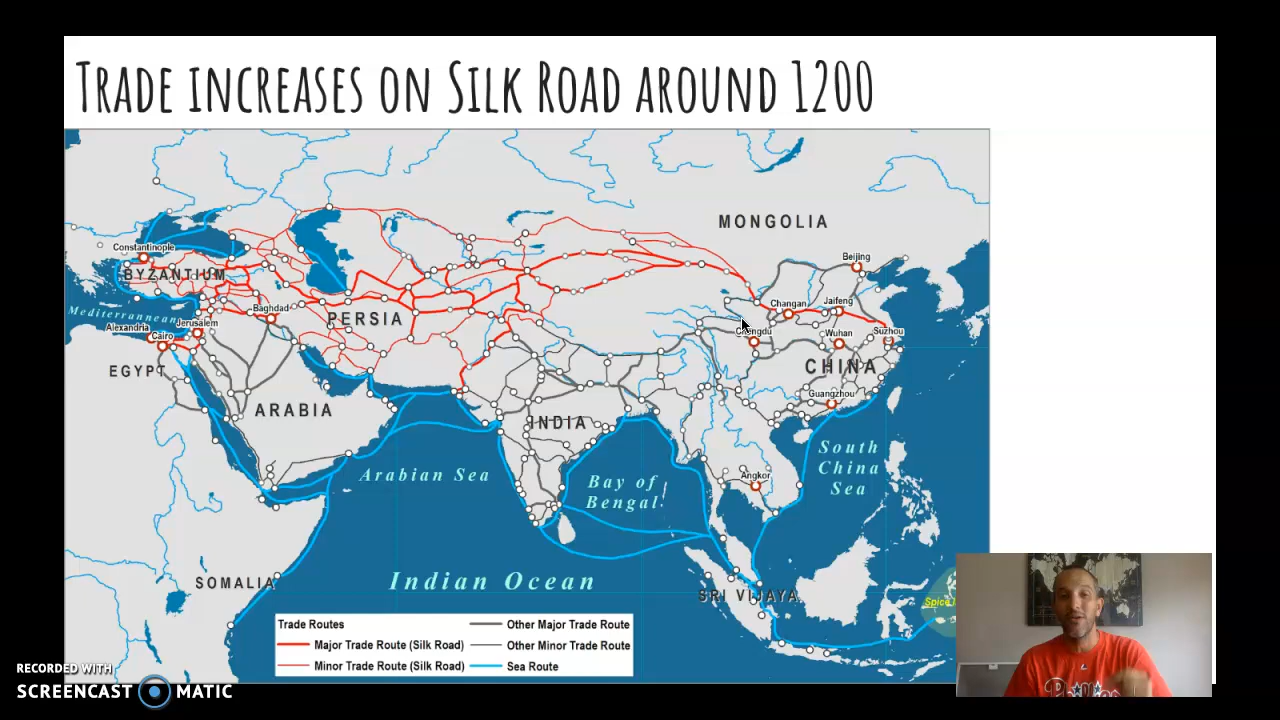 Trade increases on Silk Road around 1200
MONGOLIA
Constantinople
Beijing
BYZANTIUM
Changan
Jaifeng
Baghdad
Mediterranean
PERSIA
Alexandria
Jerusalem
Cairo
Chengdu
Wuhan
Suzhou
EGYPT
CHINA
Guangzhou
ARABIA
INDIA
South
China
Sea
Arabian Sea
Angkor
Bay of
Bengal
Indian Ocean
SOMALIA
SRI VIJAYA
Spice
Trade Routes
Major Trade Route (Silk Road)
Minor Trade Route (Silk Road)
Other Major Trade Route
Other Minor Trade Route
Sea Route
RECORDED WITH
SCREENCAST MATIC
Phillies